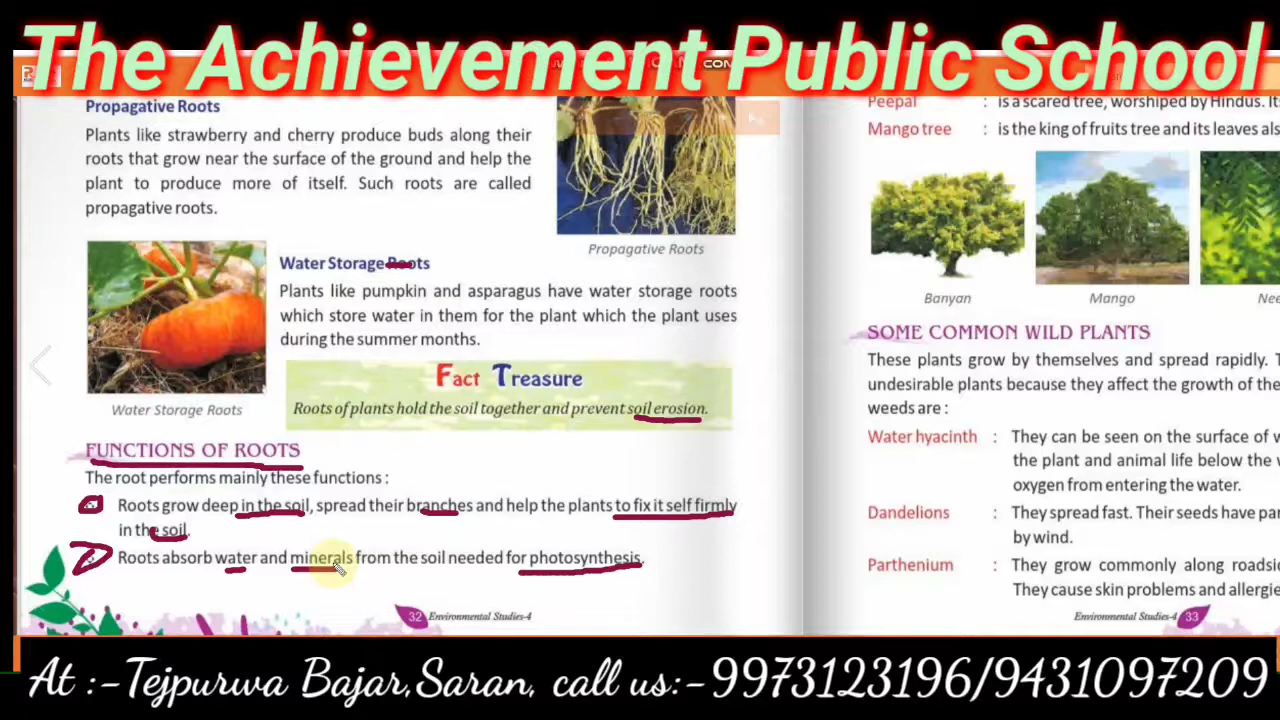 The Achievement Public School
Propagative Roots
Plants like strawberry and cherry produce buds along their
roots that grow near the surface of the ground and help the
plant to produce more of itself. Such roots are called
propagative roots.
Propagative Roots
Water Storage Roots
Plants like pumpkin and asparagus have water storage roots
which store water in them for the plant which the plant uses
during the summer months.
Water Storage Roots
Fact Treasure
Roots of plants hold the soil together and prevent soil erosion.
FUNCTIONS OF ROOTS
The root performs mainly these functions :
Roots grow deep in the soil, spread their branches and help the plants to fix it self firmly
in the soil.
Roots absorb water and minerals from the soil needed for photosynthesis.
32 Environmental Studies-4
Peepal : is a scared tree, worshiped by Hindus.
Mango tree : is the king of fruits tree and its leaves
Banyan
Mango
SOME COMMON WILD PLANTS
These plants grow by themselves and spread rapidly.
undesirable plants because they affect the growth of
weeds are :
Water hyacinth : They can be seen on the surface of
the plant and animal life below the
oxygen from entering the water.
Dandelions : They spread fast. Their seeds have
by wind.
Parthenium : They grow commonly along
They cause skin problems and
Environmental Studies-4 33
At :-Tejpurwa Bajar,Saran, call us:-9973123196/9431097209